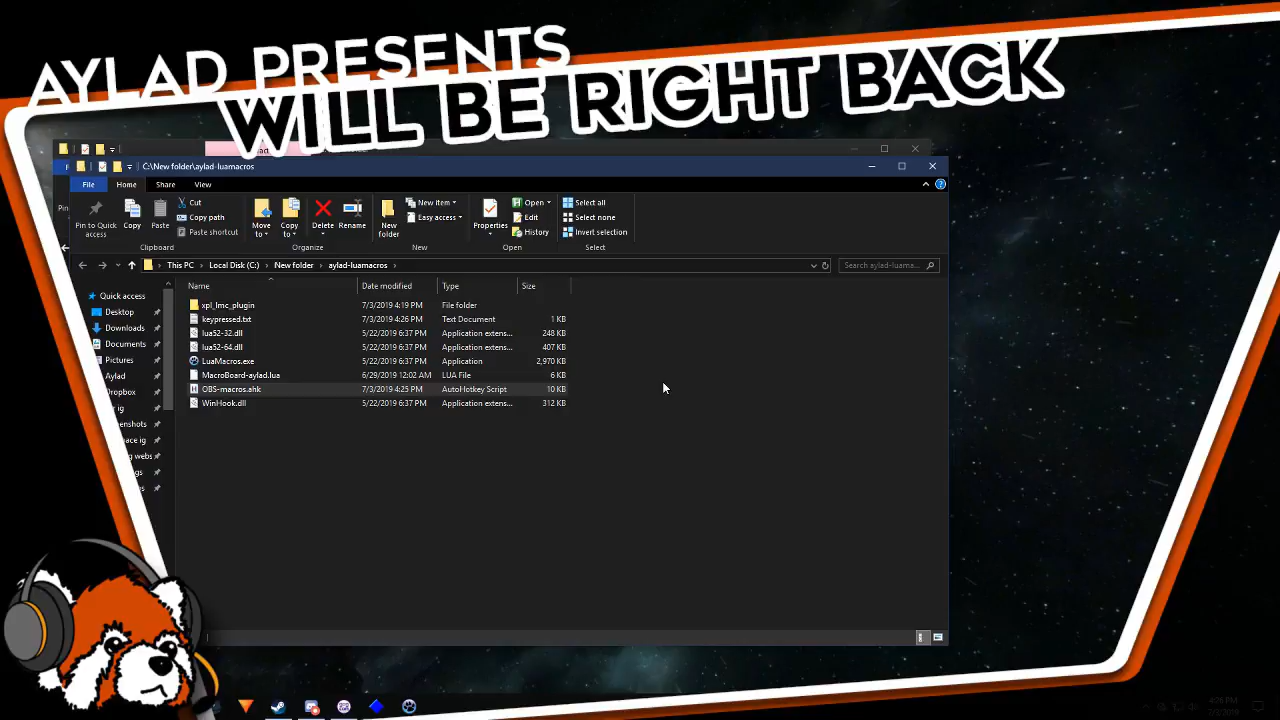 AYLAD PRESENTS
WILL BE RIGHT BACK
C:\New folder\aylad-luamacros
File Home Share View
Pin to Quick access
Copy
Paste
Cut
Copy path
Paste shortcut
Move to
Copy to
Delete
Rename
New folder
New item
Easy access
Properties
Open
Edit
History
Select all
Select none
Invert selection
Clipboard Organize New Open Select
This PC > Local Disk (C:) > New folder > aylad-luamacros >
Search aylad-luama...
Name Date modified Type Size
Quick access
Desktop
Downloads
Documents
Pictures
Aylad
Dropbox
xpl_lmc_plugin 7/3/2019 4:19 PM File folder
keypressed.txt 7/3/2019 4:26 PM Text Document 1 KB
lua52-32.dll 5/22/2019 6:37 PM Application extens... 248 KB
lua52-64.dll 5/22/2019 6:37 PM Application extens... 407 KB
LuaMacros.exe 5/22/2019 6:37 PM Application 2,970 KB
MacroBoard-aylad.lua 6/29/2019 12:02 AM LUA File 6 KB
OBS-macros.ahk 7/3/2019 4:25 PM AutoHotkey Script 10 KB
WinHook.dll 5/22/2019 6:37 PM Application extens... 312 KB